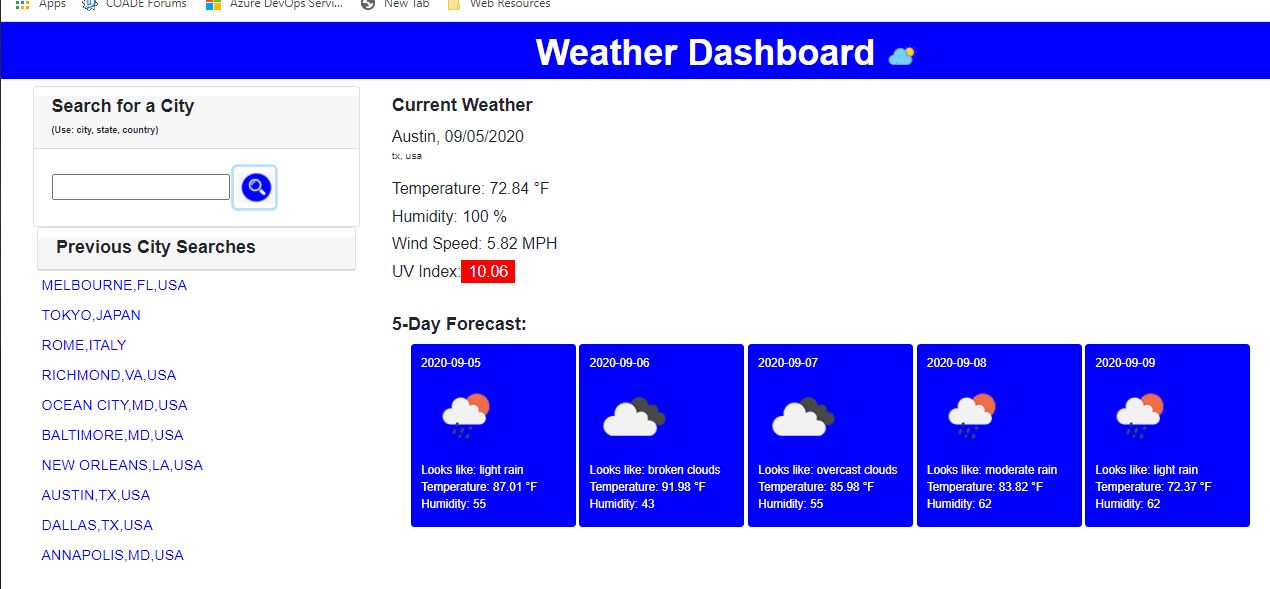 Apps COADE Forums Azure DevOps Servi... New Tab Web Resources
Weather Dashboard
Search for a City
(Use: city, state, country)
Previous City Searches
MELBOURNE,FL,USA
TOKYO,JAPAN
ROME,ITALY
RICHMOND,VA,USA
OCEAN CITY,MD,USA
BALTIMORE,MD,USA
NEW ORLEANS,LA,USA
AUSTIN,TX,USA
DALLAS,TX,USA
ANNAPOLIS,MD,USA
Current Weather
Austin, 09/05/2020
tx, usa
Temperature: 72.84 °F
Humidity: 100 %
Wind Speed: 5.82 MPH
UV Index: 10.06
5-Day Forecast:
2020-09-05
Looks like: light rain
Temperature: 87.01 °F
Humidity: 55
2020-09-06
Looks like: broken clouds
Temperature: 91.98 °F
Humidity: 43
2020-09-07
Looks like: overcast clouds
Temperature: 85.98 °F
Humidity: 55
2020-09-08
Looks like: moderate rain
Temperature: 83.82 °F
Humidity: 62
2020-09-09
Looks like: light rain
Temperature: 72.37 °F
Humidity: 62